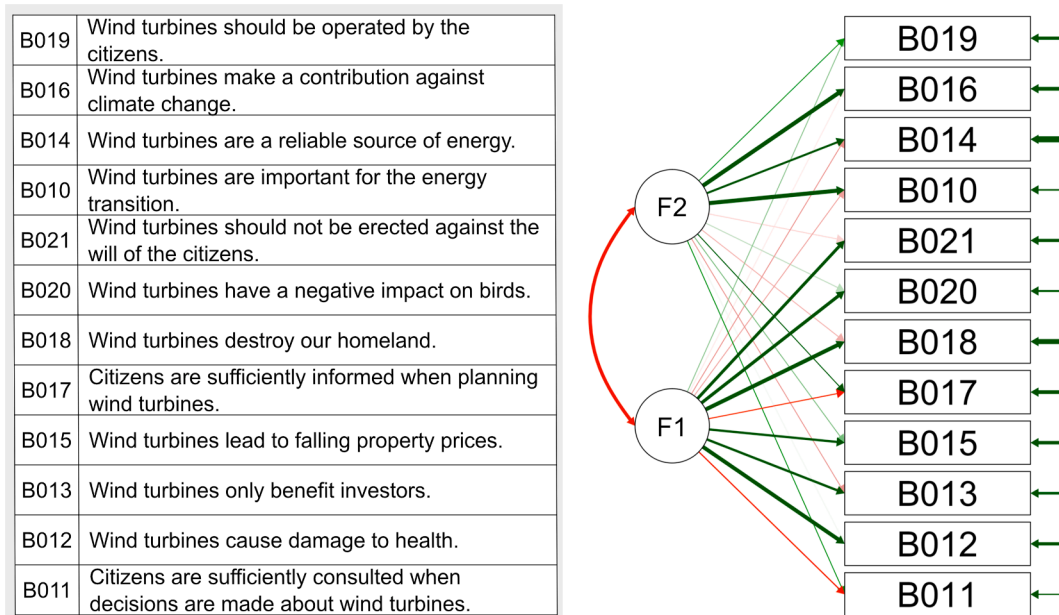 B019
Wind turbines should be operated by the
citizens.
B016
Wind turbines make a contribution against
climate change.
B014
Wind turbines are a reliable source of energy.
B010
Wind turbines are important for the energy
transition.
B021
Wind turbines should not be erected against the
will of the citizens.
B020
Wind turbines have a negative impact on birds.
B018
Wind turbines destroy our homeland.
B017
Citizens are sufficiently informed when planning
wind turbines.
B015
Wind turbines lead to falling property prices.
B013
Wind turbines only benefit investors.
B012
Wind turbines cause damage to health.
B011
Citizens are sufficiently consulted when
decisions are made about wind turbines.
F2
F1
B019
B016
B014
B010
B021
B020
B018
B017
B015
B013
B012
B011